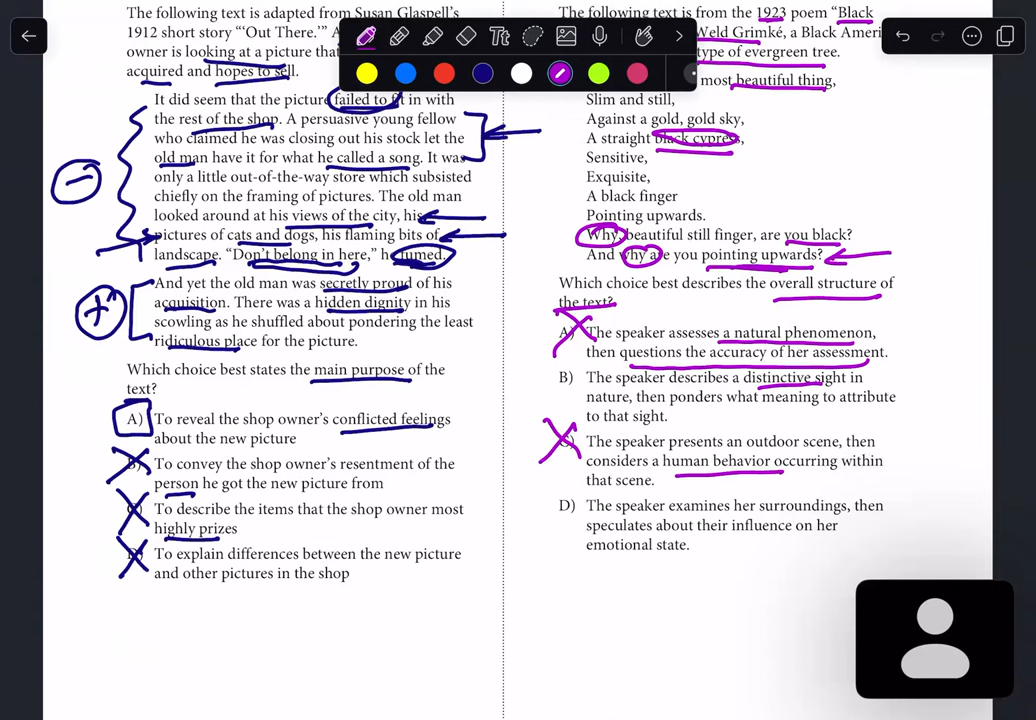 The following text is adapted from Susan Glaspell's
1912 short story "'Out There.'" A
owner is looking at a picture that
acquired and hopes to sell.
It did seem that the picture failed to fit in with
the rest of the shop. A persuasive young fellow
who claimed he was closing out his stock let the
old man have it for what he called a song. It was
only a little out-of-the-way store which subsisted
chiefly on the framing of pictures. The old man
looked around at his views of the city, his
pictures of cats and dogs, his flaming bits of
landscape. "Don't belong in here," he fumed.
And yet the old man was secretly proud of his
acquisition. There was a hidden dignity in his
scowling as he shuffled about pondering the least
ridiculous place for the picture.
Which choice best states the main purpose of the
text?
A) To reveal the shop owner's conflicted feelings
about the new picture
B) To convey the shop owner's resentment of the
person he got the new picture from
C) To describe the items that the shop owner most
highly prizes
D) To explain differences between the new picture
and other pictures in the shop
The following text is from the 1923 poem "Black
Weld Grimké, a Black Ameri
type of evergreen tree.
most beautiful thing,
Slim and still,
Against a gold, gold sky,
A straight black cypress,
Sensitive,
Exquisite,
A black finger
Pointing upwards.
Why, beautiful still finger, are you black?
And why are you pointing upwards?
Which choice best describes the overall structure of
the text?
A) The speaker assesses a natural phenomenon,
then questions the accuracy of her assessment.
B) The speaker describes a distinctive sight in
nature, then ponders what meaning to attribute
to that sight.
C) The speaker presents an outdoor scene, then
considers a human behavior occurring within
that scene.
D) The speaker examines her surroundings, then
speculates about their influence on her
emotional state.